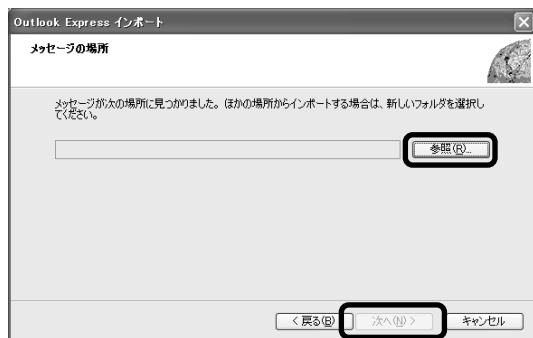 Outlook Express インポート
メッセージの場所
メッセージが次の場所に見つかりました。ほかの場所からインポートする場合は、新しいフォルダを選択し
てください。
参照(R)...
< 戻る(B)
次へ(N) >
キャンセル